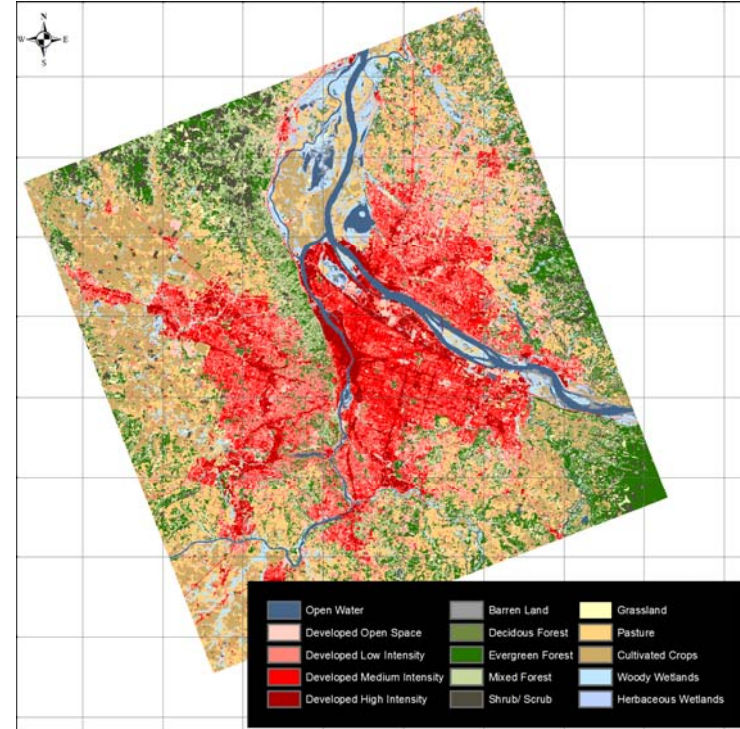 N
W E
S
Open Water
Developed Open Space
Developed Low Intensity
Developed Medium Intensity
Developed High Intensity
Barren Land
Decidous Forest
Evergreen Forest
Mixed Forest
Shrub/ Scrub
Grassland
Pasture
Cultivated Crops
Woody Wetlands
Herbaceous Wetlands